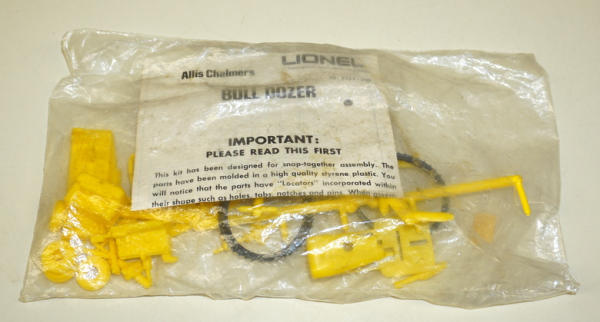 LIONEL
Allis Chalmers
BULL DOZER
IMPORTANT:
PLEASE READ THIS FIRST
This kit has been designed for snap-together assembly. The
parts have been molded in a high quality styrene plastic. You
will notice that the parts have "Locators" incorporated within
their shape such as holes, tabs, notches and pins. When